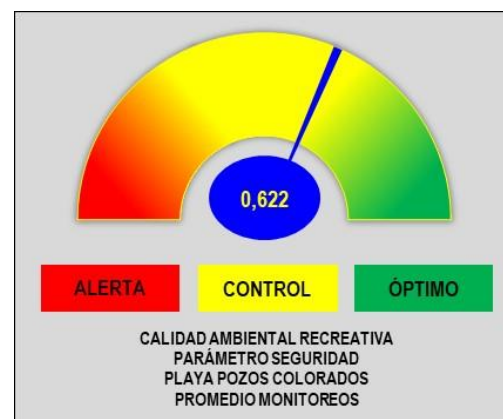 0,622
ALERTA CONTROL ÓPTIMO
CALIDAD AMBIENTAL RECREATIVA
PARÁMETRO SEGURIDAD
PLAYA POZOS COLORADOS
PROMEDIO MONITOREOS